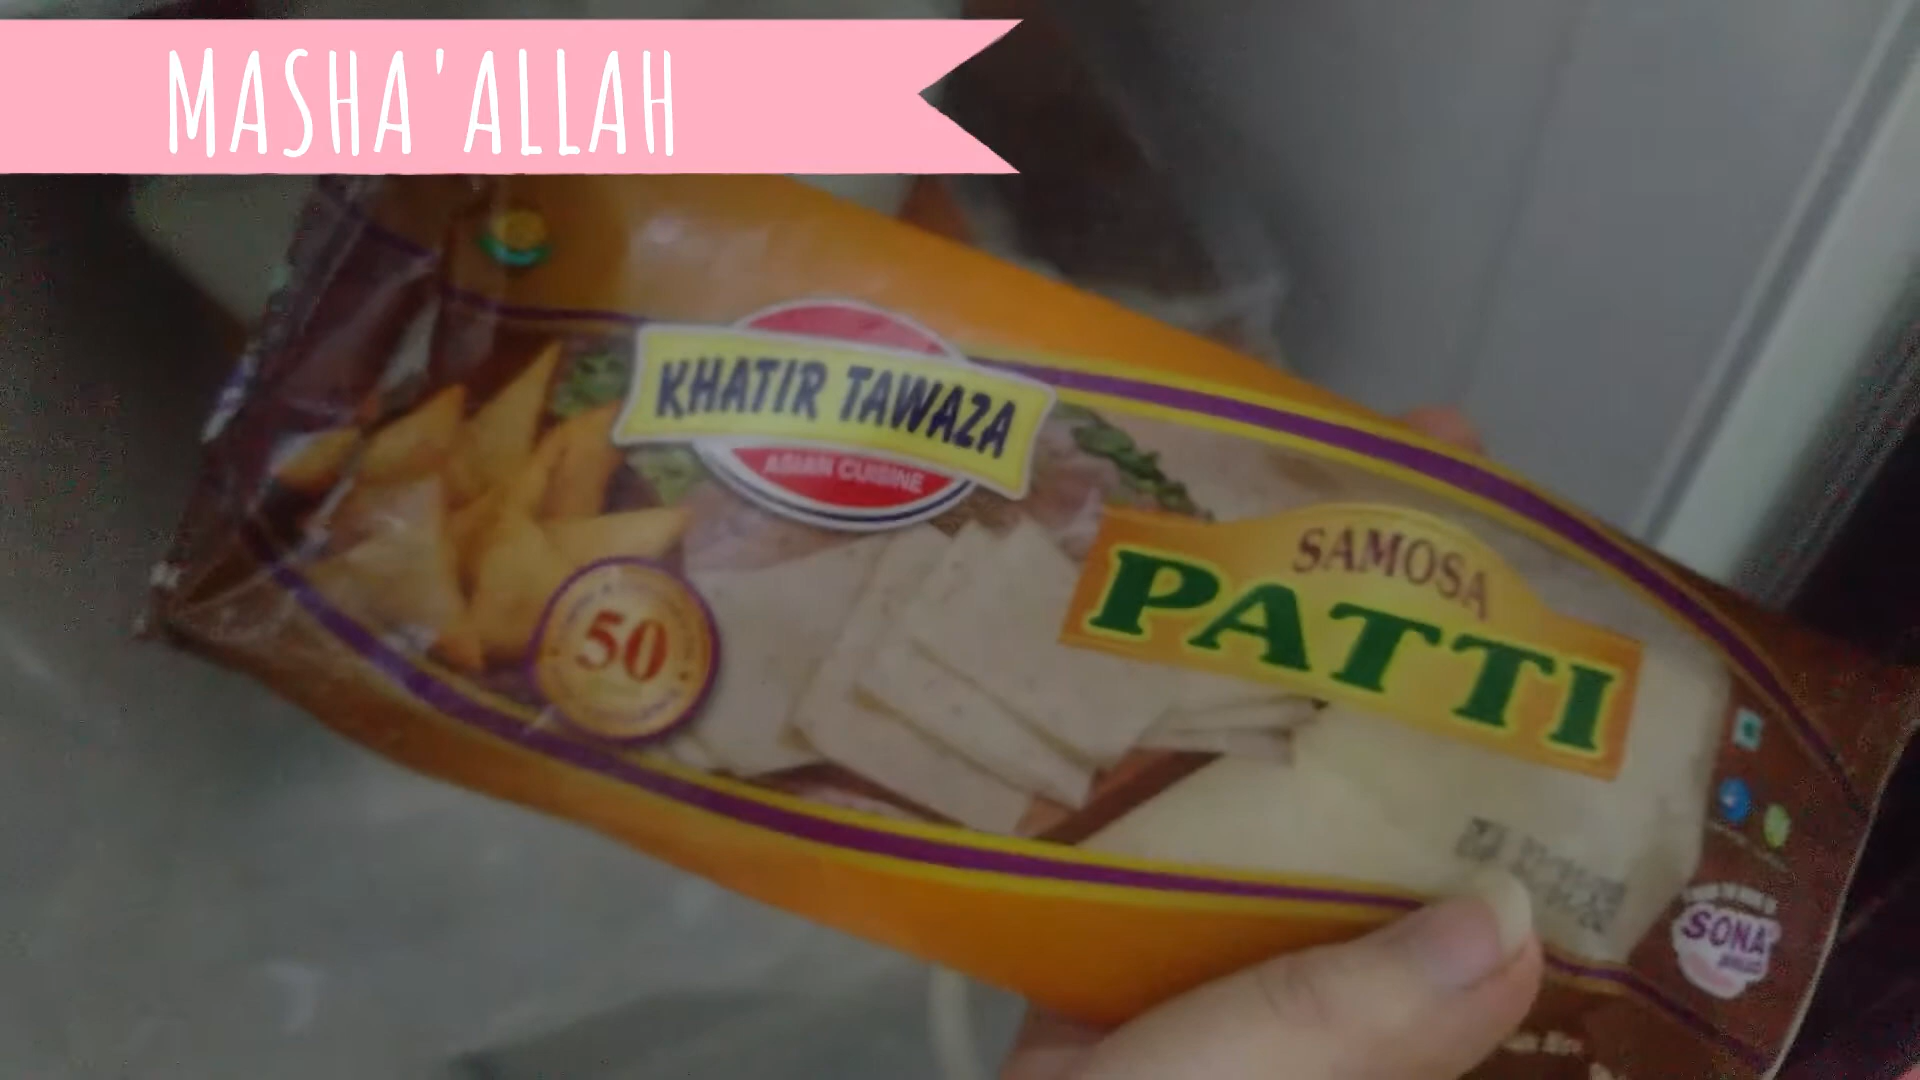 MASHA'ALLAH
KHATIR TAWAZA
ASIAN CUISINE
SAMOSA
PATTI
50
SONA